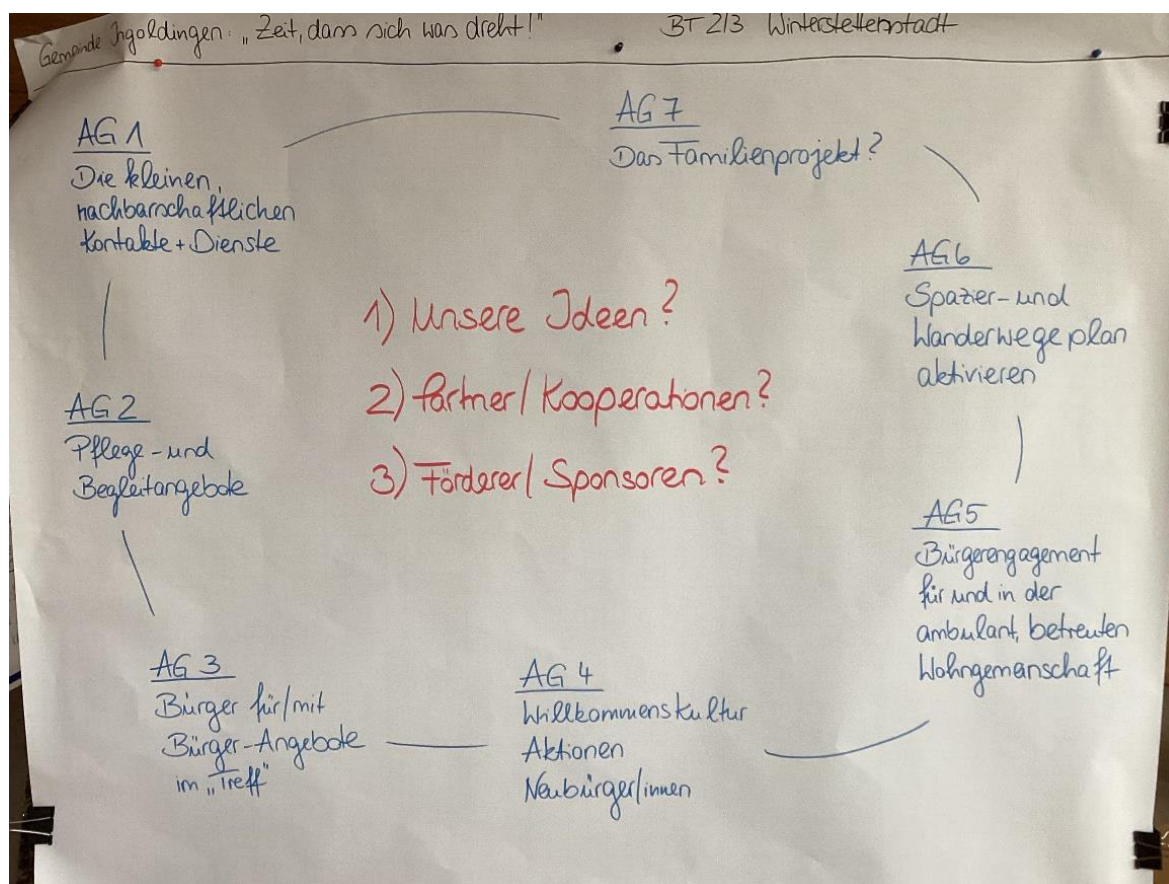 Gemeinde Ingoldingen: „Zeit, dass sich was dreht!" BT 2/3 Winterstettenstadt
AG 1
Die kleinen,
nachbarschaftlichen
Kontakte + Dienste
AG 7
Das Familienprojekt?
AG 6
Spazier- und
Wanderwegeplan
aktivieren
1) Unsere Ideen?
2) Partner/Kooperationen?
3) Förderer/Sponsoren?
AG 2
Pflege- und
Begleitangebote
AG 5
Bürgerengagement
für und in der
ambulant, betreuten
Wohngemeinschaft
AG 3
Bürger für/mit
Bürger-Angebote
im „Treff"
AG 4
Willkommenskultur
Aktionen
Neubürger/innen